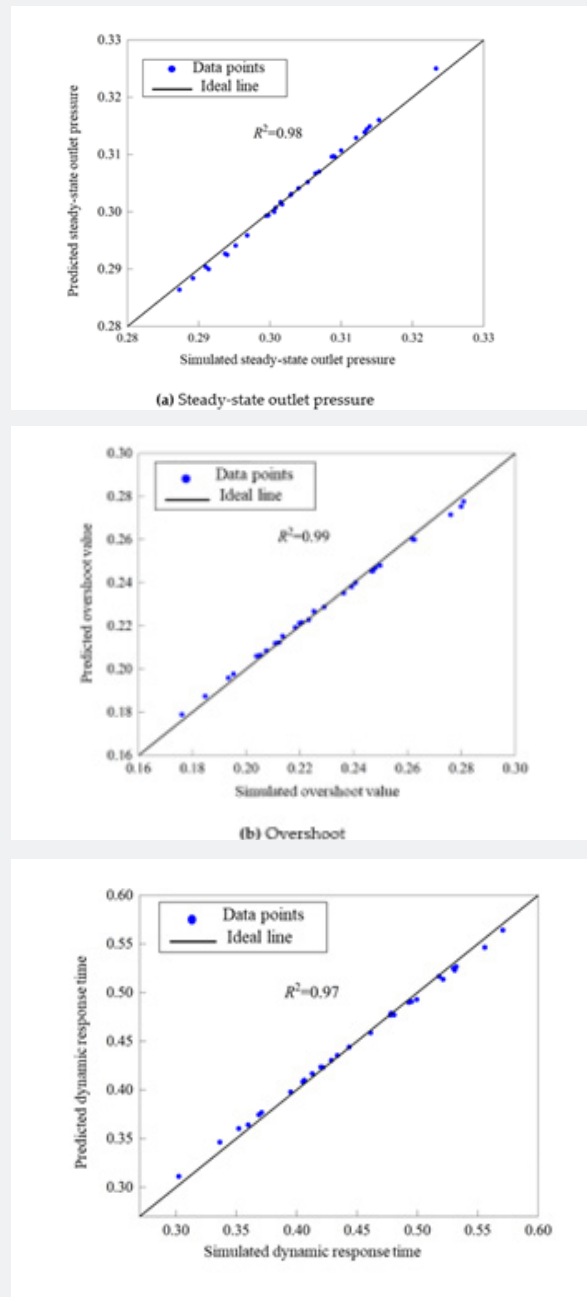 0.33
0.32
0.31
0.30
0.29
0.28
Predicted steady-state outlet pressure
Data points
Ideal line
R²=0.98
0.28 0.29 0.30 0.31 0.32 0.33
Simulated steady-state outlet pressure
(a) Steady-state outlet pressure
0.30
0.28
0.26
0.24
0.22
0.20
0.18
0.16
Predicted overshoot value
Data points
Ideal line
R²=0.99
0.16 0.18 0.20 0.22 0.24 0.26 0.28 0.30
Simulated overshoot value
(b) Overshoot
0.60
0.55
0.50
0.45
0.40
0.35
0.30
Predicted dynamic response time
Data points
Ideal line
R²=0.97
0.30 0.35 0.40 0.45 0.50 0.55 0.60
Simulated dynamic response time